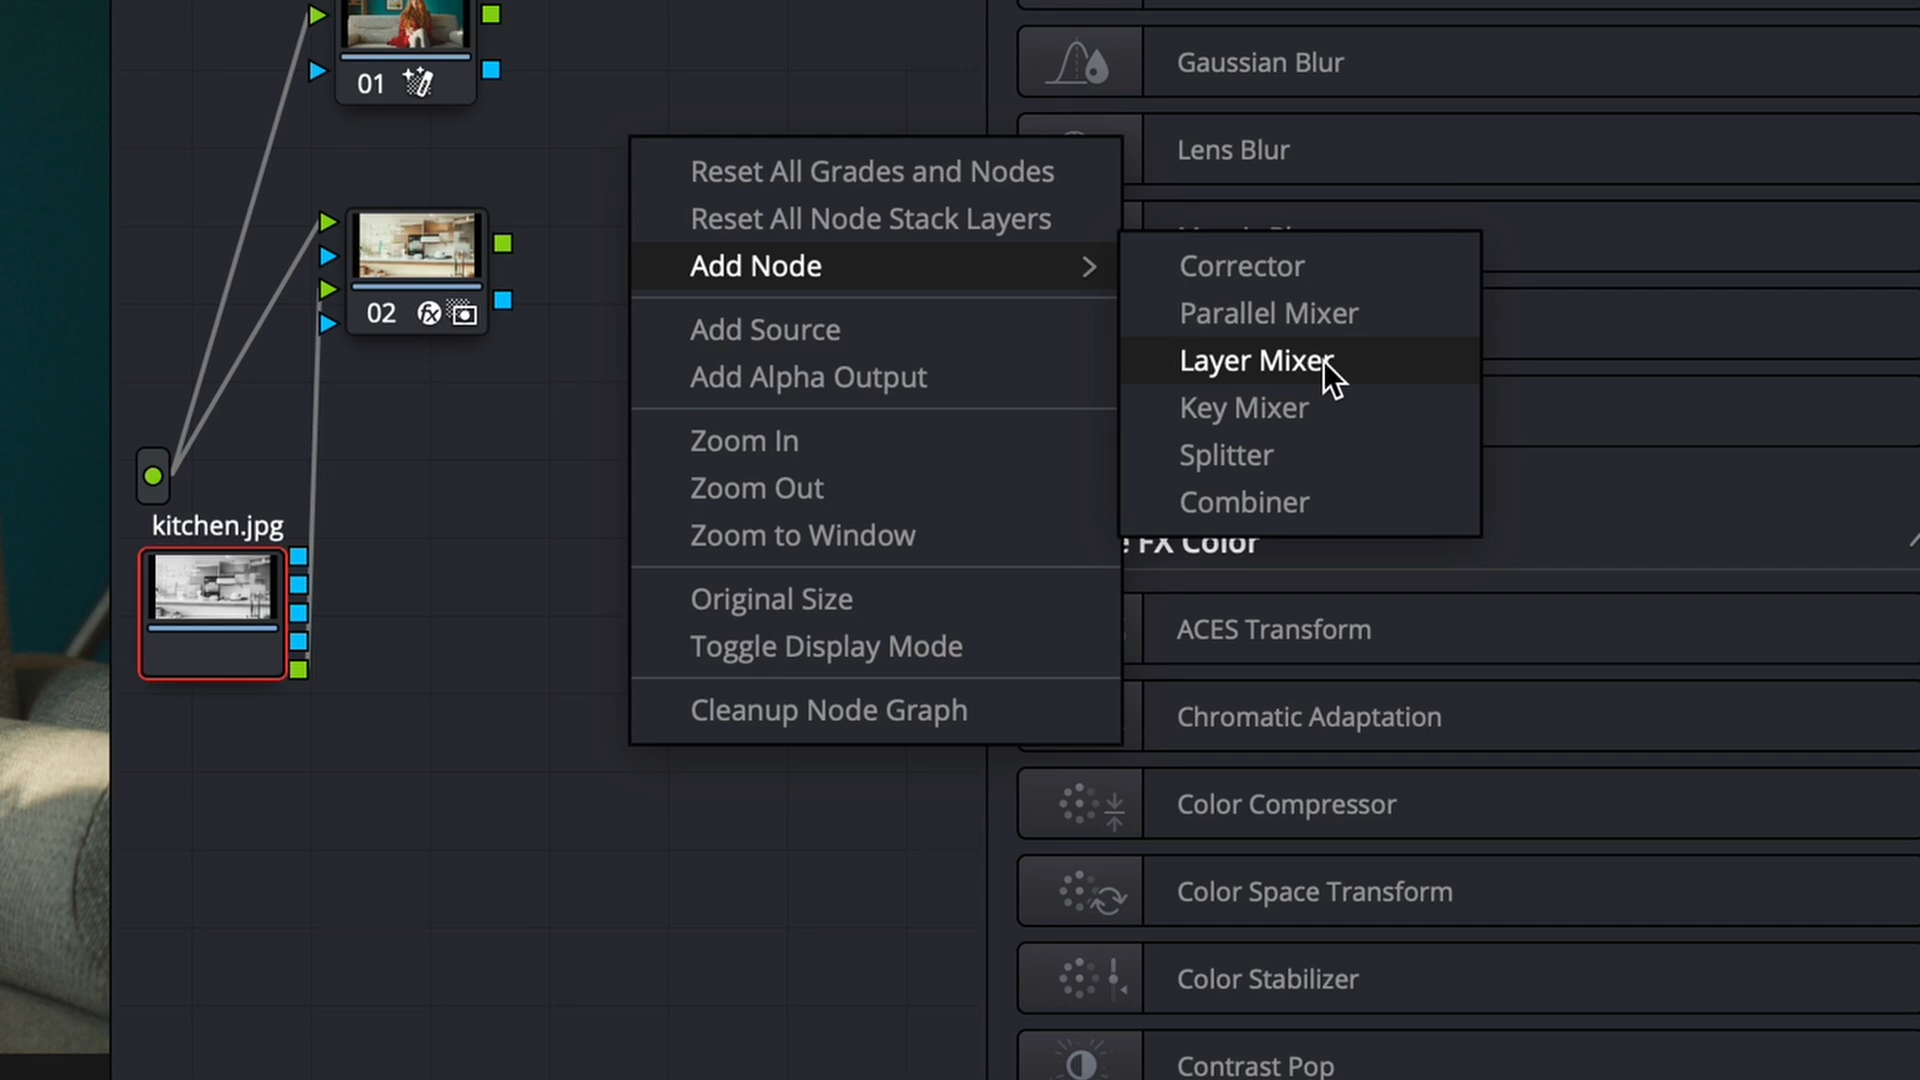 01
02
fx
kitchen.jpg
Reset All Grades and Nodes
Reset All Node Stack Layers
Add Node
Add Source
Add Alpha Output
Zoom In
Zoom Out
Zoom to Window
Original Size
Toggle Display Mode
Cleanup Node Graph
Corrector
Parallel Mixer
Layer Mixer
Key Mixer
Splitter
Combiner
Gaussian Blur
Lens Blur
FX Color
ACES Transform
Chromatic Adaptation
Color Compressor
Color Space Transform
Color Stabilizer
Contrast Pop